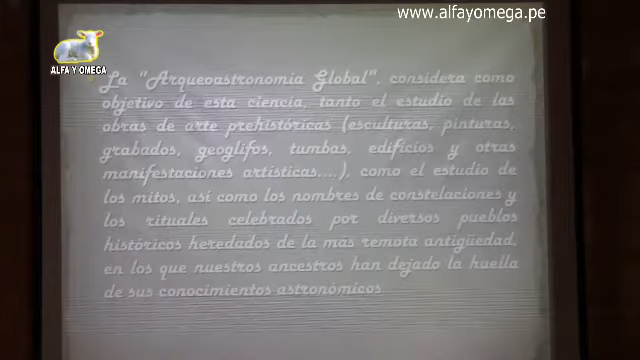 www.alfayomega.pe
ALFA Y OMEGA
La "Arqueoastronomía Global", considera como
objetivo de esta ciencia, tanto el estudio de las
obras de arte prehistóricas (esculturas, pinturas,
grabados, geoglifos, tumbas, edificios y otras
manifestaciones artísticas....), como el estudio de
los mitos, así como los nombres de constelaciones y
los rituales celebrados por diversos pueblos
históricos heredados de la más remota antigüedad,
en los que nuestros ancestros han dejado la huella
de sus conocimientos astronómicos.